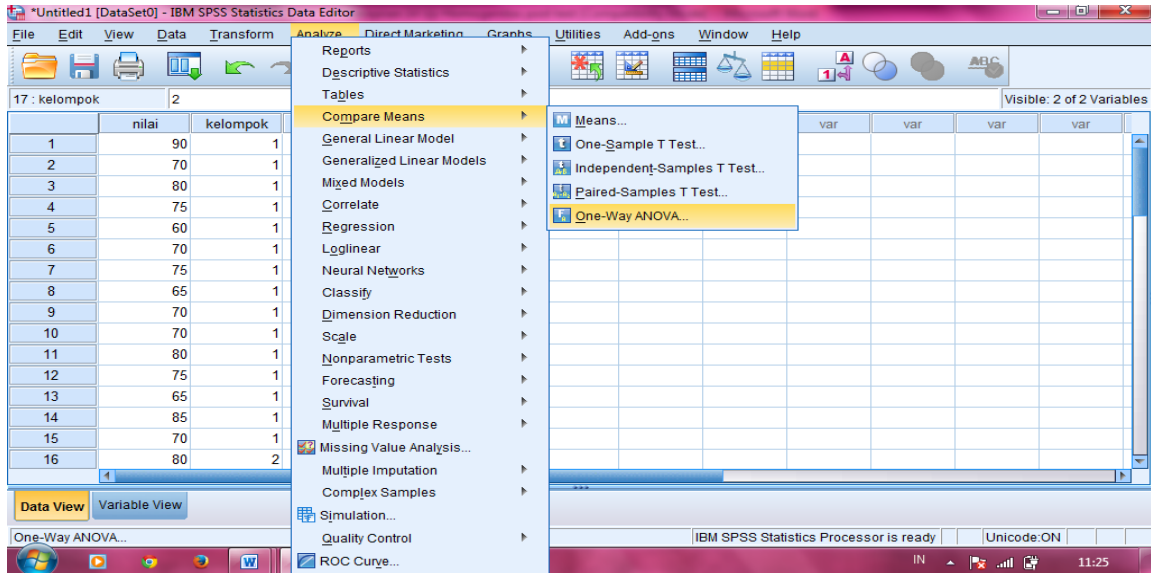 *Untitled1 [DataSet0] - IBM SPSS Statistics Data Editor
File Edit View Data Transform Analyze Direct Marketing Graphs Utilities Add-ons Window Help
17 : kelompok 2 Visible: 2 of 2 Variables
nilai kelompok var var var var
1 90 1
2 70 1
3 80 1
4 75 1
5 60 1
6 70 1
7 75 1
8 65 1
9 70 1
10 70 1
11 80 1
12 75 1
13 65 1
14 85 1
15 70 1
16 80 2
Reports
Descriptive Statistics
Tables
Compare Means
General Linear Model
Generalized Linear Models
Mixed Models
Correlate
Regression
Loglinear
Neural Networks
Classify
Dimension Reduction
Scale
Nonparametric Tests
Forecasting
Survival
Multiple Response
Missing Value Analysis...
Multiple Imputation
Complex Samples
Simulation...
Quality Control
ROC Curve...
Means...
One-Sample T Test...
Independent-Samples T Test...
Paired-Samples T Test...
One-Way ANOVA...
Data View Variable View
One-Way ANOVA... IBM SPSS Statistics Processor is ready Unicode:ON
IN 11:25